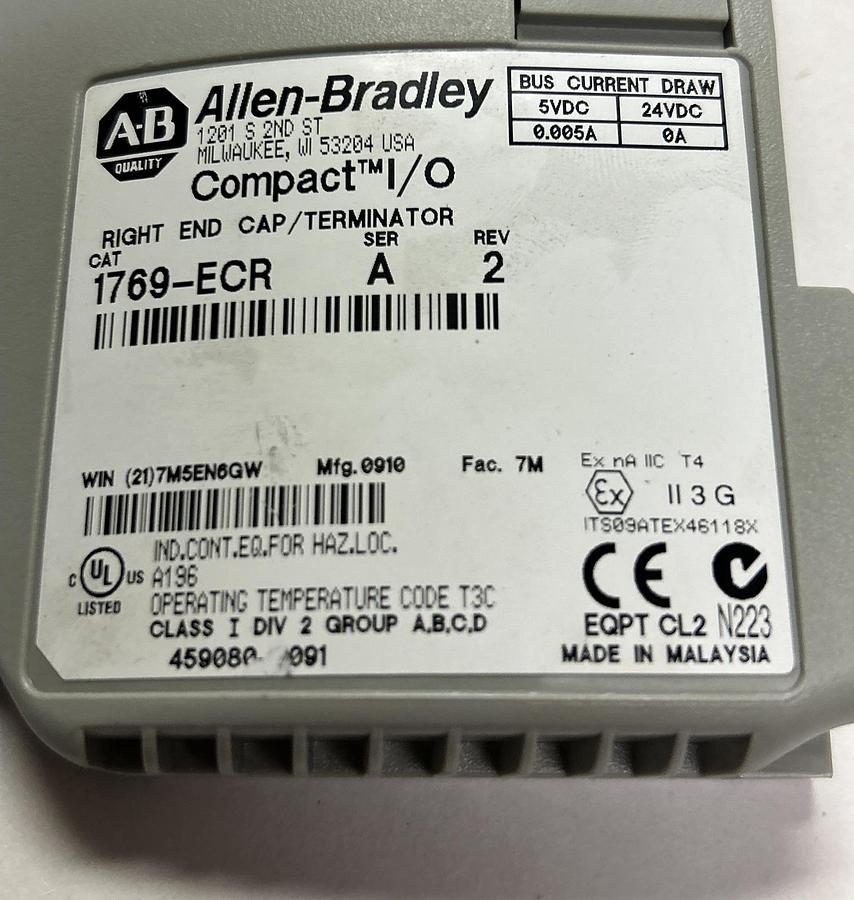 A-B
QUALITY
Allen-Bradley
1201 S 2ND ST
MILWAUKEE, WI 53204 USA
Compact™I/O
BUS CURRENT DRAW
5VDC 24VDC
0.005A 0A
RIGHT END CAP/TERMINATOR
CAT SER REV
1769-ECR A 2
WIN (21)7M5EN6GW Mfg.0910 Fac. 7M
Ex nA IIC T4
Ex II 3 G
ITS09ATEX46118X
IND.CONT.EQ.FOR HAZ.LOC.
C UL US A196
LISTED
OPERATING TEMPERATURE CODE T3C
CLASS I DIV 2 GROUP A,B,C,D
CE
EQPT CL2 N223
MADE IN MALAYSIA